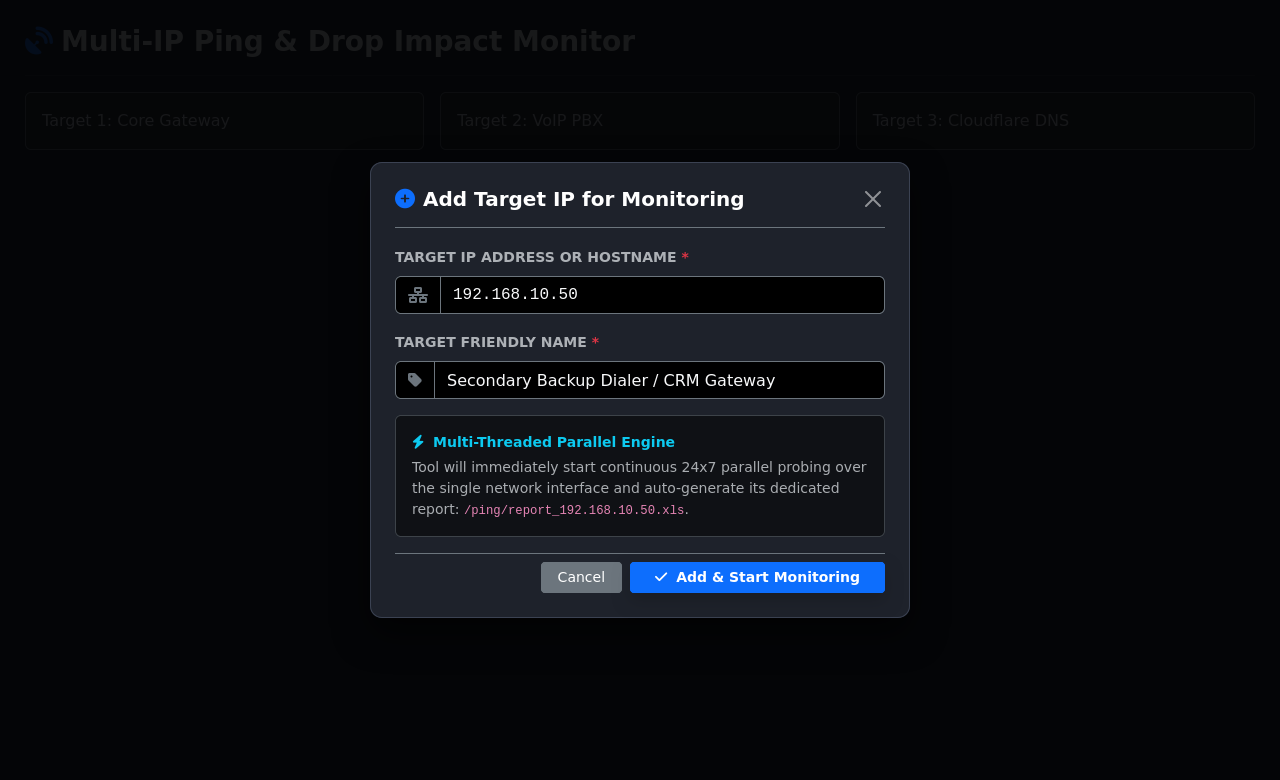 Multi-IP Ping & Drop Impact Monitor
Target 1: Core Gateway
Target 2: VoIP PBX
Target 3: Cloudflare DNS
Add Target IP for Monitoring
TARGET IP ADDRESS OR HOSTNAME *
192.168.10.50
TARGET FRIENDLY NAME *
Secondary Backup Dialer / CRM Gateway
Multi-Threaded Parallel Engine
Tool will immediately start continuous 24x7 parallel probing over
the single network interface and auto-generate its dedicated
report: /ping/report_192.168.10.50.xls.
Cancel
Add & Start Monitoring